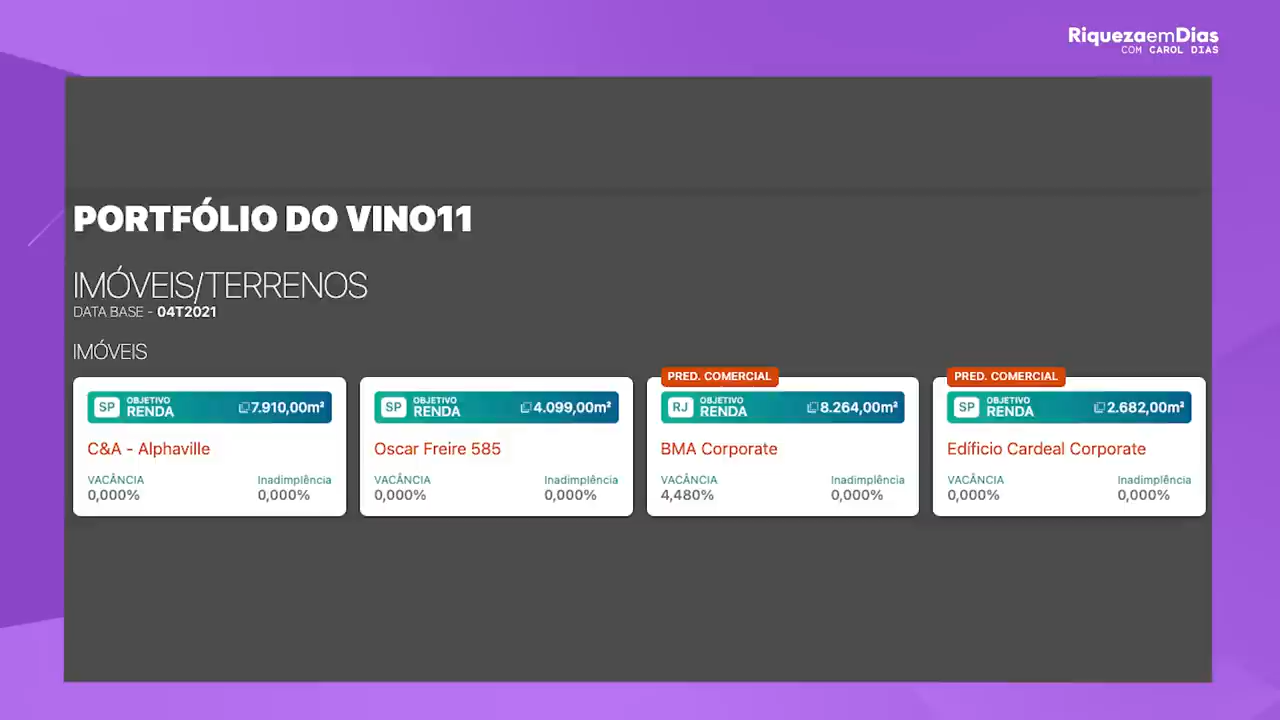 RiquezaemDias
COM CAROL DIAS
PORTFÓLIO DO VINO11
IMÓVEIS/TERRENOS
DATA BASE - 04T2021
IMÓVEIS
SP
OBJETIVO
RENDA
7.910,00m²
C&A - Alphaville
VACÂNCIA
Inadimplência
0,000%
0,000%
SP
OBJETIVO
RENDA
4.099,00m²
Oscar Freire 585
VACÂNCIA
Inadimplência
0,000%
0,000%
PRED. COMERCIAL
RJ
OBJETIVO
RENDA
8.264,00m²
BMA Corporate
VACÂNCIA
Inadimplência
4,480%
0,000%
PRED. COMERCIAL
SP
OBJETIVO
RENDA
2.682,00m²
Edíficio Cardeal Corporate
VACÂNCIA
Inadimplência
0,000%
0,000%